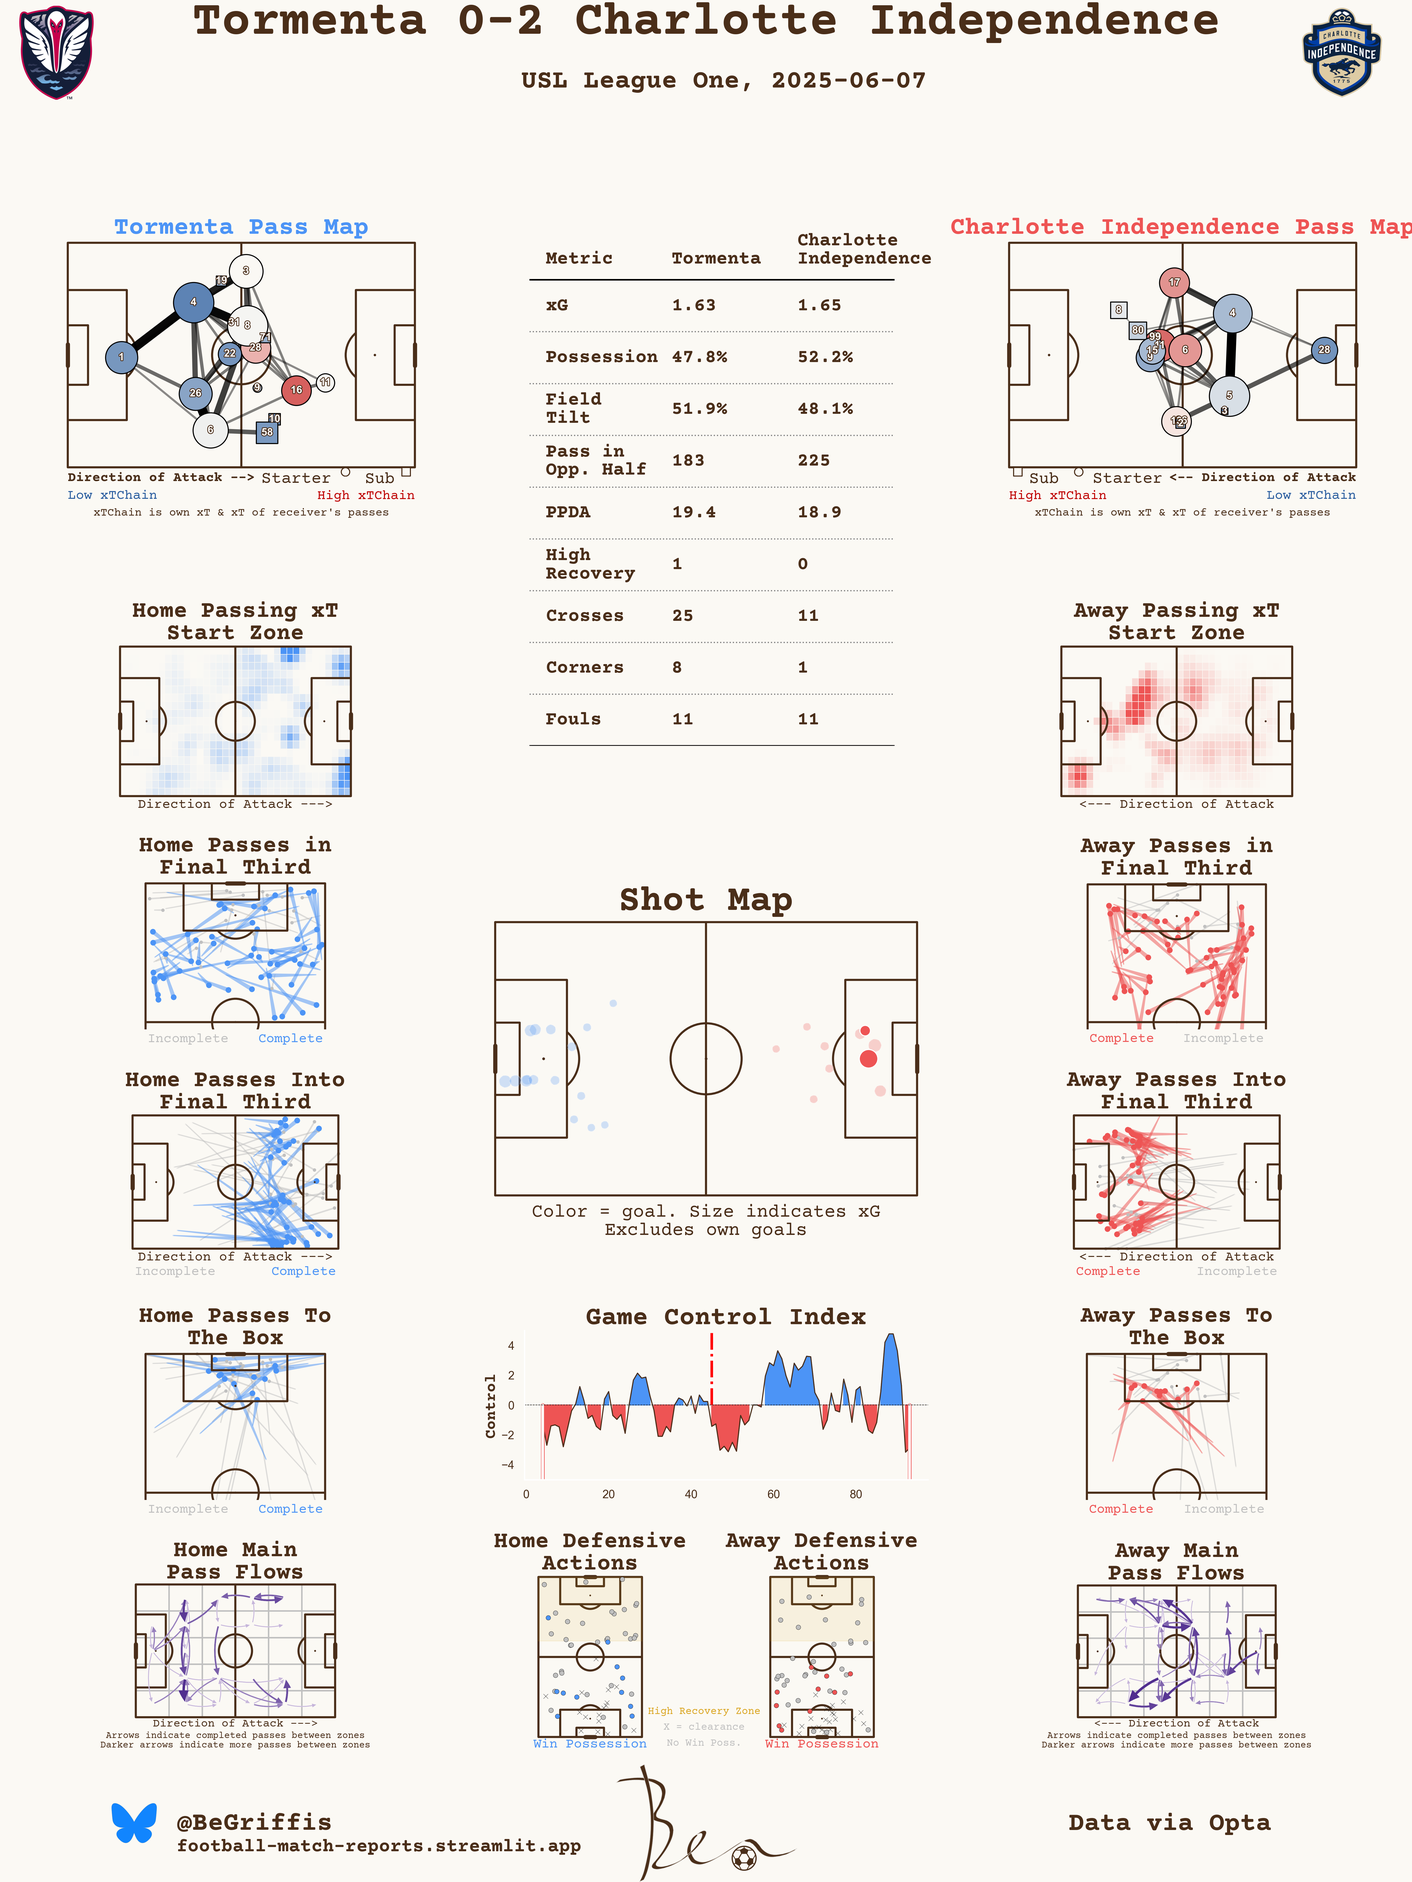 Tormenta 0-2 Charlotte Independence
USL League One, 2025-06-07
CHARLOTTE
INDEPENDENCE
1775
Tormenta Pass Map
1
4
19
3
31
8
71
22
28
26
9
16
11
6
10
58
Direction of Attack --> Starter Sub
Low xTChain High xTChain
xTChain is own xT & xT of receiver's passes
Metric Tormenta Charlotte Independence
xG 1.63 1.65
Possession 47.8% 52.2%
Field Tilt 51.9% 48.1%
Pass in Opp. Half 183 225
PPDA 19.4 18.9
High Recovery 1 0
Crosses 25 11
Corners 8 1
Fouls 11 11
Charlotte Independence Pass Map
17
8
80
99
4
15
9
6
28
5
3
Sub Starter <-- Direction of Attack
High xTChain Low xTChain
xTChain is own xT & xT of receiver's passes
Home Passing xT
Start Zone
Direction of Attack --->
Away Passing xT
Start Zone
<--- Direction of Attack
Home Passes in
Final Third
Incomplete Complete
Away Passes in
Final Third
Complete Incomplete
Shot Map
Color = goal. Size indicates xG
Excludes own goals
Home Passes Into
Final Third
Direction of Attack --->
Incomplete Complete
Away Passes Into
Final Third
<--- Direction of Attack
Complete Incomplete
Home Passes To
The Box
Incomplete Complete
Game Control Index
Control
4
2
0
−2
−4
0 20 40 60 80
Away Passes To
The Box
Complete Incomplete
Home Main
Pass Flows
Direction of Attack --->
Arrows indicate completed passes between zones
Darker arrows indicate more passes between zones
Home Defensive
Actions
Win Possession
High Recovery Zone
X = clearance
No Win Poss.
Away Defensive
Actions
Win Possession
Away Main
Pass Flows
<--- Direction of Attack
Arrows indicate completed passes between zones
Darker arrows indicate more passes between zones
@BeGriffis
football-match-reports.streamlit.app
Ben
Data via Opta